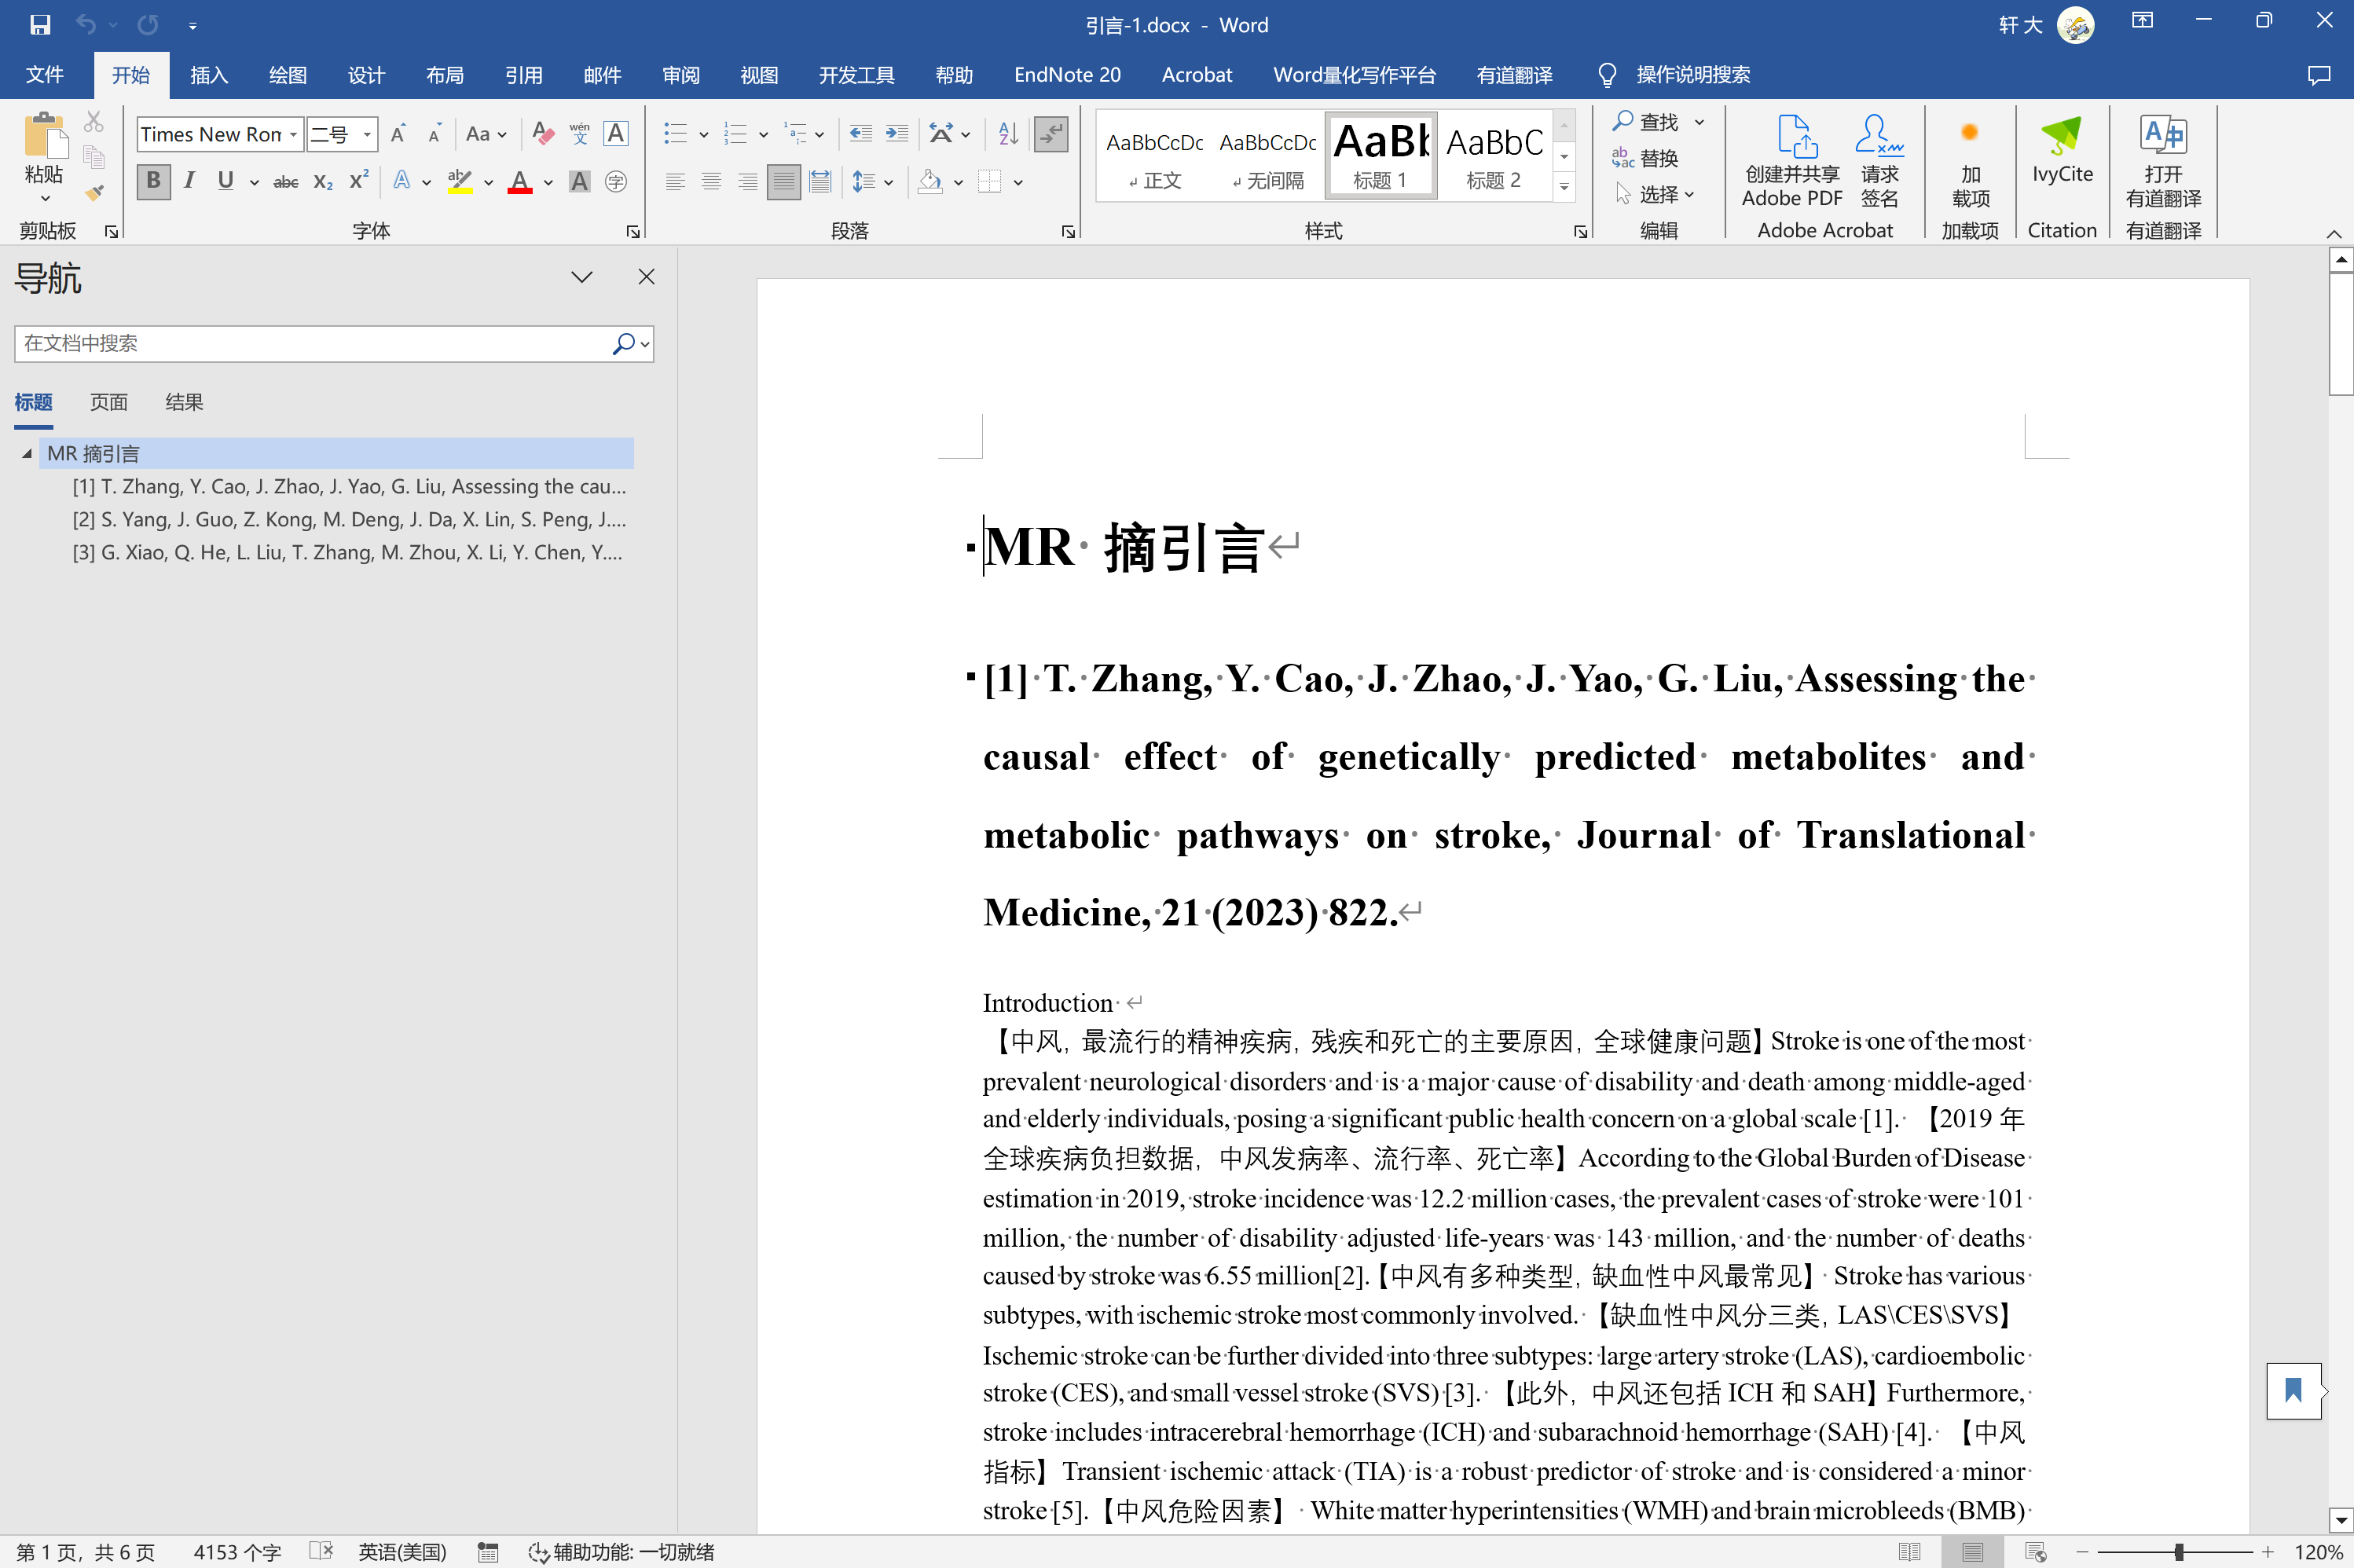 引言-1.docx - Word
轩 大
文件 开始 插入 绘图 设计 布局 引用 邮件 审阅 视图 开发工具 帮助 EndNote 20 Acrobat Word量化写作平台 有道翻译 操作说明搜索
粘贴
剪贴板
Times New Ron 二号
字体
段落
AaBbCcDc AaBbCcDc AaBb AaBbC
正文 无间隔 标题 1 标题 2
样式
查找
替换
选择
编辑
创建并共享 Adobe PDF
请求签名
Adobe Acrobat
加载项
加载项
IvyCite
Citation
打开有道翻译
有道翻译
导航
在文档中搜索
标题 页面 结果
MR 摘引言
[1] T. Zhang, Y. Cao, J. Zhao, J. Yao, G. Liu, Assessing the cau...
[2] S. Yang, J. Guo, Z. Kong, M. Deng, J. Da, X. Lin, S. Peng, J....
[3] G. Xiao, Q. He, L. Liu, T. Zhang, M. Zhou, X. Li, Y. Chen, Y....
MR 摘引言
[1] T. Zhang, Y. Cao, J. Zhao, J. Yao, G. Liu, Assessing the
causal effect of genetically predicted metabolites and
metabolic pathways on stroke, Journal of Translational
Medicine, 21 (2023) 822.
Introduction
【中风，最流行的精神疾病，残疾和死亡的主要原因，全球健康问题】Stroke is one of the most
prevalent neurological disorders and is a major cause of disability and death among middle-aged
and elderly individuals, posing a significant public health concern on a global scale [1]. 【2019 年
全球疾病负担数据，中风发病率、流行率、死亡率】According to the Global Burden of Disease
estimation in 2019, stroke incidence was 12.2 million cases, the prevalent cases of stroke were 101
million, the number of disability adjusted life-years was 143 million, and the number of deaths
caused by stroke was 6.55 million[2].【中风有多种类型，缺血性中风最常见】 Stroke has various
subtypes, with ischemic stroke most commonly involved. 【缺血性中风分三类，LAS\CES\SVS】
Ischemic stroke can be further divided into three subtypes: large artery stroke (LAS), cardioembolic
stroke (CES), and small vessel stroke (SVS) [3]. 【此外，中风还包括 ICH 和 SAH】Furthermore,
stroke includes intracerebral hemorrhage (ICH) and subarachnoid hemorrhage (SAH) [4]. 【中风
指标】Transient ischemic attack (TIA) is a robust predictor of stroke and is considered a minor
stroke [5].【中风危险因素】 White matter hyperintensities (WMH) and brain microbleeds (BMB)
第 1 页，共 6 页 4153 个字 英语(美国) 辅助功能: 一切就绪 120%